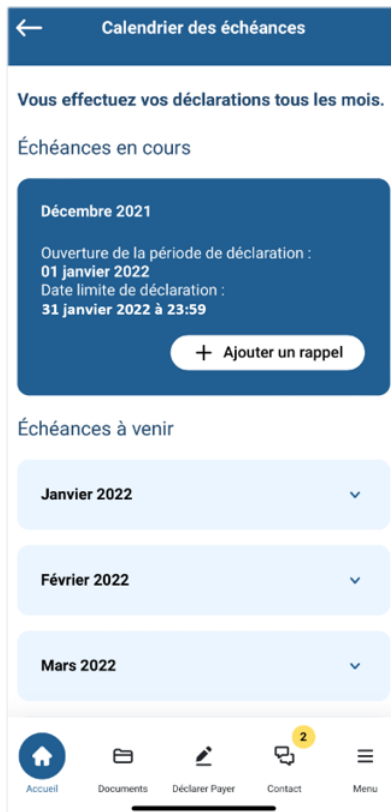 Calendrier des échéances
Vous effectuez vos déclarations tous les mois.
Échéances en cours
Décembre 2021
Ouverture de la période de déclaration :
01 janvier 2022
Date limite de déclaration :
31 janvier 2022 à 23:59
+ Ajouter un rappel
Échéances à venir
Janvier 2022
Février 2022
Mars 2022
2
Accueil Documents Déclarer Payer Contact Menu